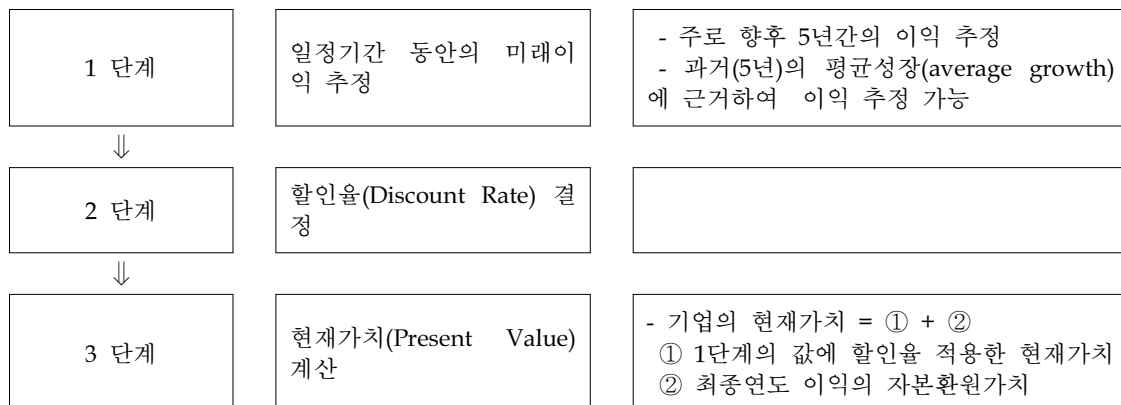 1 단계
일정기간 동안의 미래이
익 추정
- 주로 향후 5년간의 이익 추정
- 과거(5년)의 평균성장(average growth)
에 근거하여 이익 추정 가능
⇓
2 단계
할인율(Discount Rate) 결
정
⇓
3 단계
현재가치(Present Value)
계산
- 기업의 현재가치 = ① + ②
① 1단계의 값에 할인율 적용한 현재가치
② 최종연도 이익의 자본환원가치